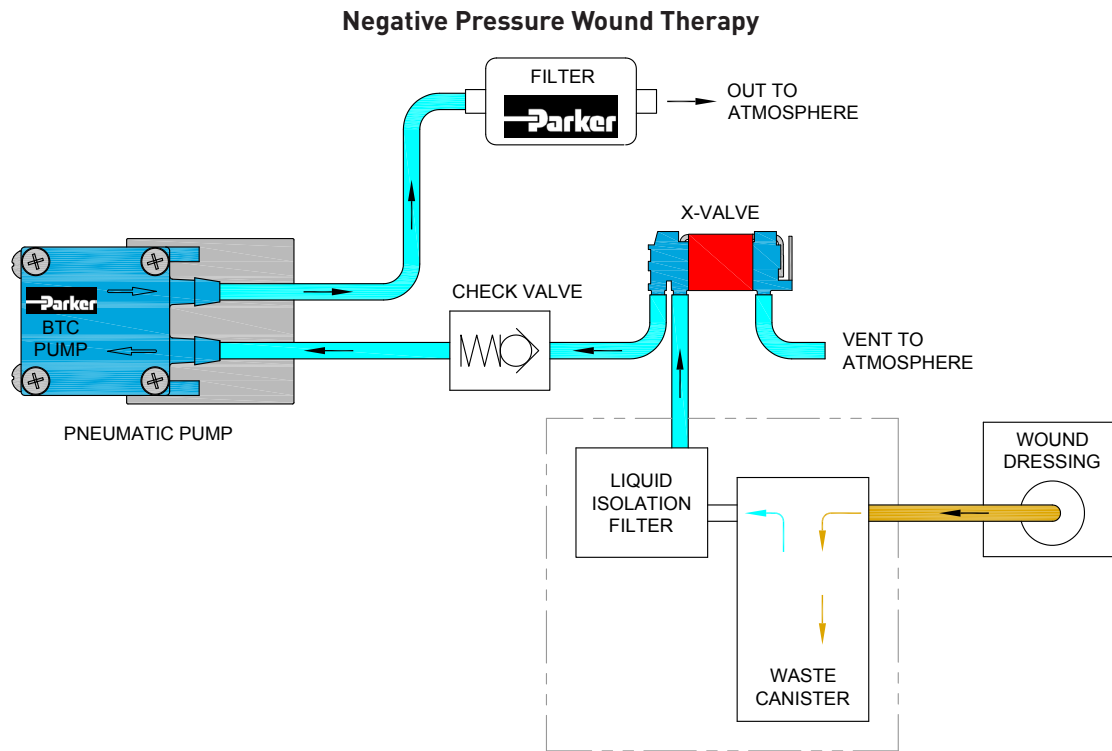 Negative Pressure Wound Therapy
FILTER
Parker
OUT TO
ATMOSPHERE
X-VALVE
CHECK VALVE
Parker
BTC
PUMP
VENT TO
ATMOSPHERE
PNEUMATIC PUMP
WOUND
DRESSING
LIQUID
ISOLATION
FILTER
WASTE
CANISTER